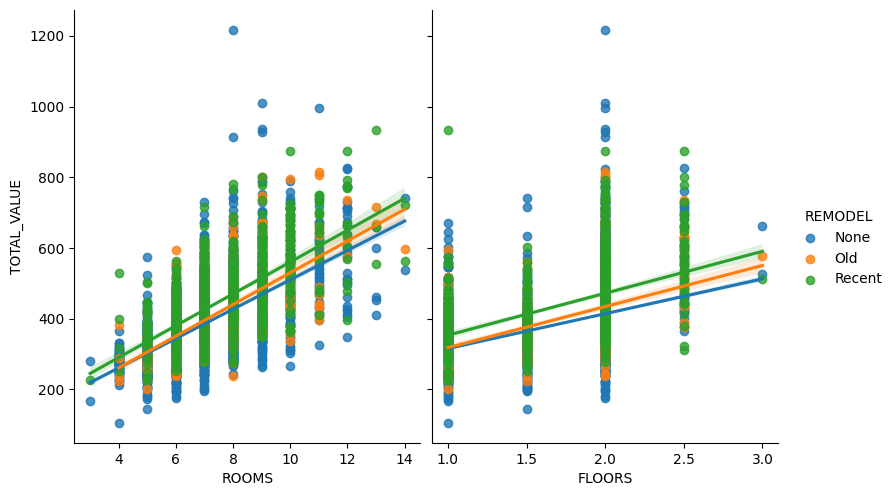 1200
1000
800
600
400
200
TOTAL_VALUE
4 6 8 10 12 14
ROOMS
1.0 1.5 2.0 2.5 3.0
FLOORS
REMODEL
None
Old
Recent